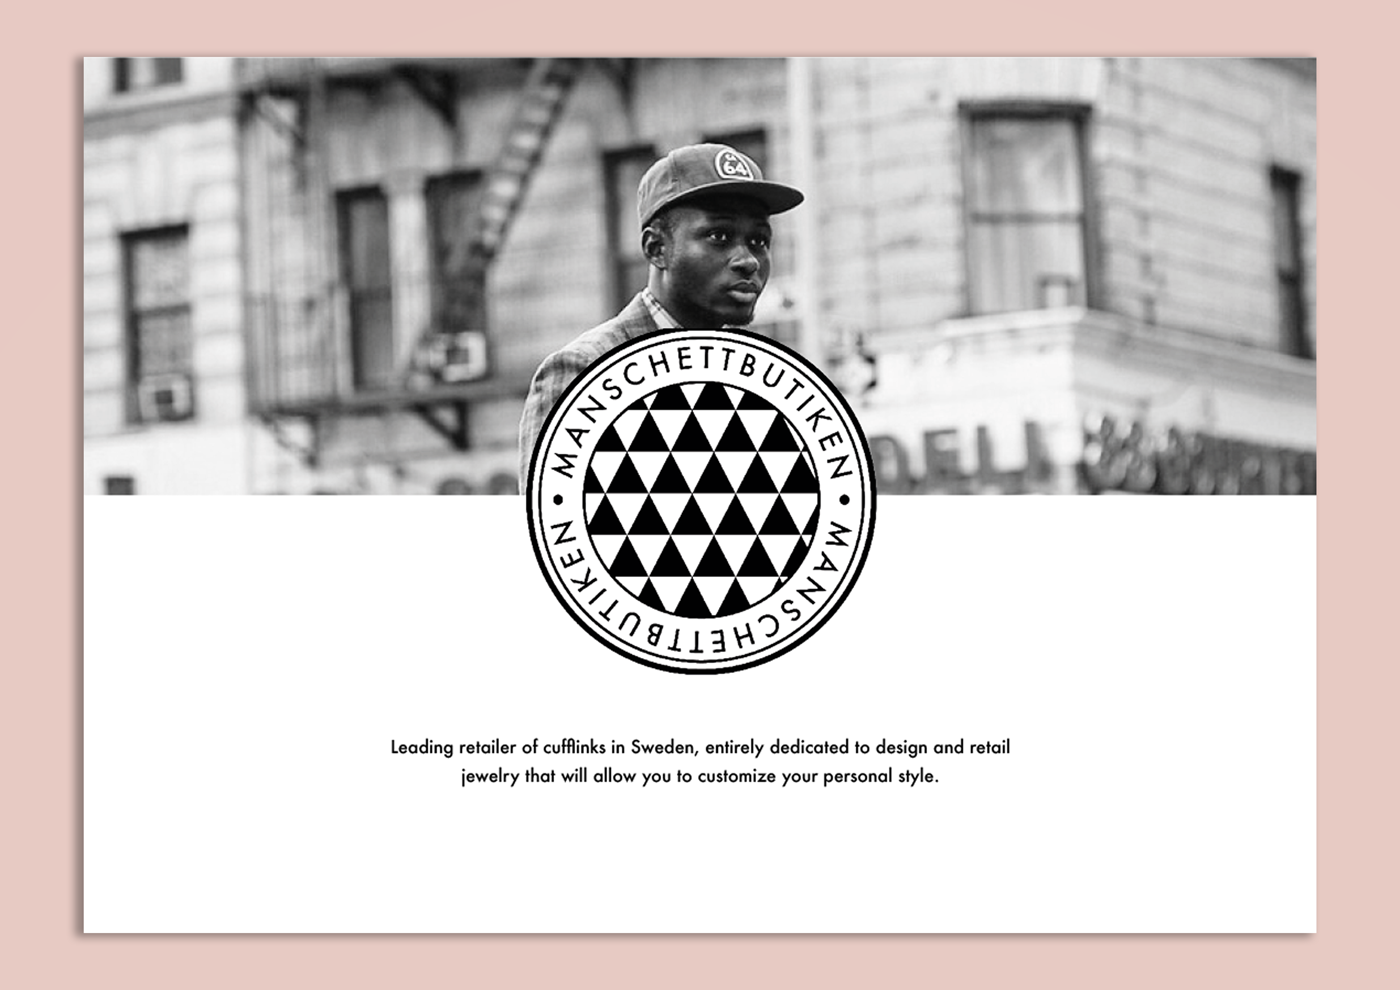 64
DELI
MANSCHETTBUTIKEN • MANSCHETTBUTIKEN •
Leading retailer of cufflinks in Sweden, entirely dedicated to design and retail
jewelry that will allow you to customize your personal style.